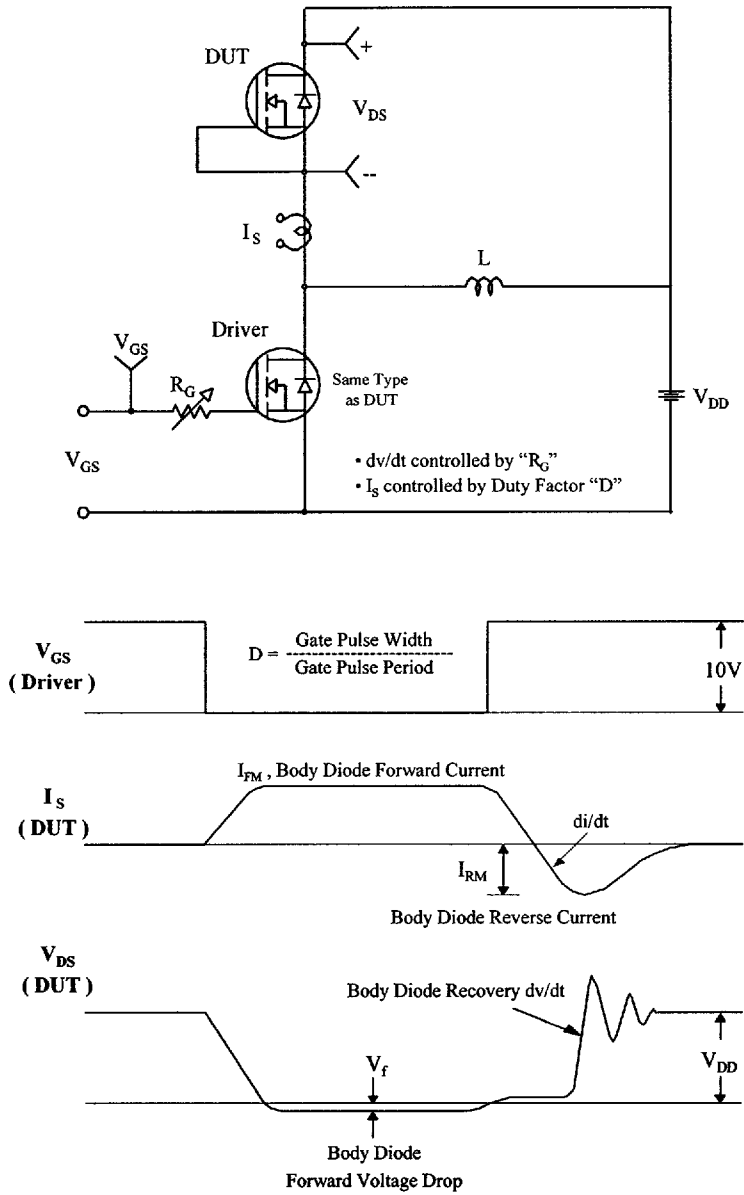 DUT
+
V_DS
--
I_S
L
Driver
V_GS
R_G
Same Type
as DUT
V_DD
V_GS
• dv/dt controlled by “R_G”
• I_S controlled by Duty Factor “D”
V_GS
( Driver )
D = Gate Pulse Width
Gate Pulse Period
10V
I_FM , Body Diode Forward Current
I_S
( DUT )
di/dt
I_RM
Body Diode Reverse Current
V_DS
( DUT )
Body Diode Recovery dv/dt
V_f
V_DD
Body Diode
Forward Voltage Drop